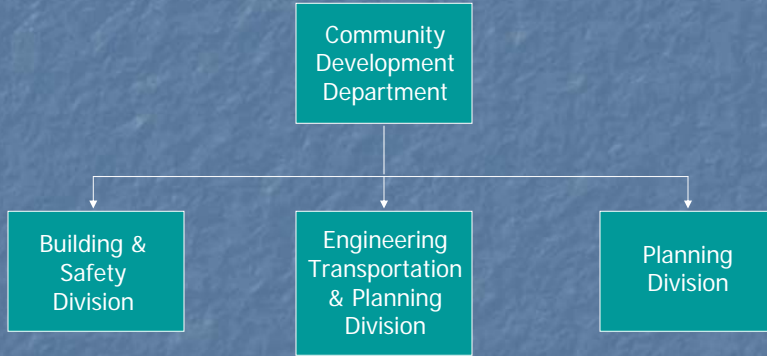 Community
Development
Department
Building &
Safety
Division
Engineering
Transportation
& Planning
Division
Planning
Division